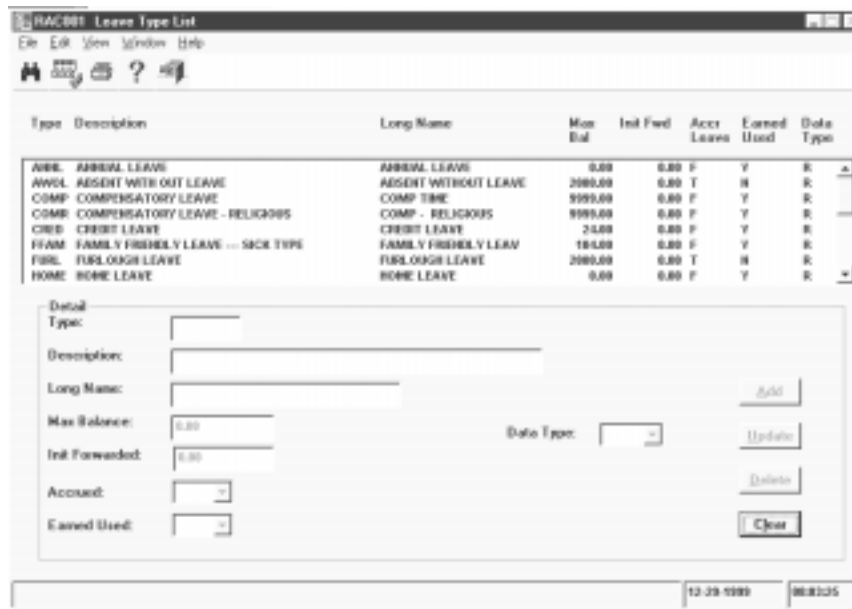 RAC001 Leave Type List
File Edit View Window Help
Type Description Long Name Max Bal Init Fwd Accr Leave Earned Used Data Type
ANNL ANNUAL LEAVE ANNUAL LEAVE 0.00 0.00 F Y R
AWOL ABSENT WITH OUT LEAVE ABSENT WITHOUT LEAVE 2000.00 0.00 T N R
COMP COMPENSATORY LEAVE COMP TIME 9999.00 0.00 F Y R
COMR COMPENSATORY LEAVE - RELIGIOUS COMP - RELIGIOUS 9999.00 0.00 F Y R
CRED CREDIT LEAVE CREDIT LEAVE 24.00 0.00 F Y R
FFAM FAMILY FRIENDLY LEAVE --- SICK TYPE FAMILY FRIENDLY LEAV 104.00 0.00 F Y R
FURL FURLOUGH LEAVE FURLOUGH LEAVE 2000.00 0.00 T N R
HOME HOME LEAVE HOME LEAVE 0.00 0.00 F Y R
Detail
Type:
Description:
Long Name:
Add
Max Balance: 0.00
Data Type:
Update
Init Forwarded: 0.00
Delete
Accrued:
Earned Used:
Clear
12-29-1999